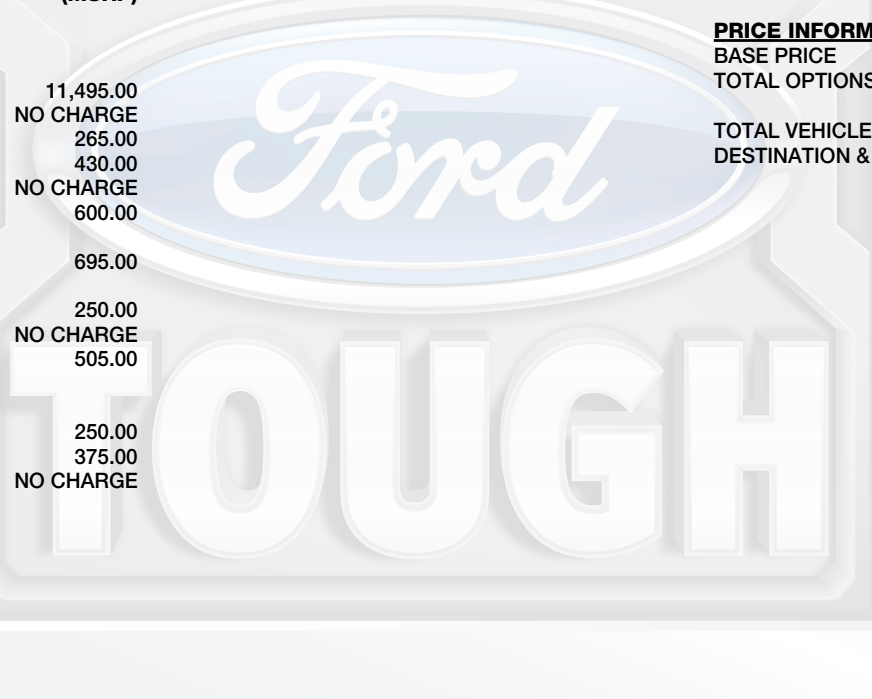 PRICE INFORM
BASE PRICE
TOTAL OPTIONS
TOTAL VEHICLE
DESTINATION &
11,495.00
NO CHARGE
265.00
430.00
NO CHARGE
600.00
695.00
250.00
NO CHARGE
505.00
250.00
375.00
NO CHARGE
Ford
TOUGH